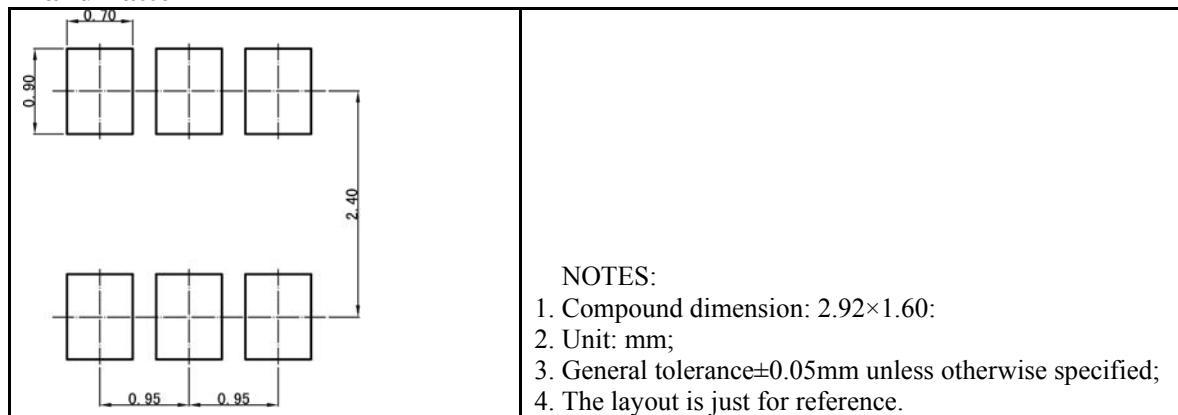 0.70
0.90
2.40
0.95 0.95
NOTES:
1. Compound dimension: 2.92×1.60:
2. Unit: mm;
3. General tolerance±0.05mm unless otherwise specified;
4. The layout is just for reference.